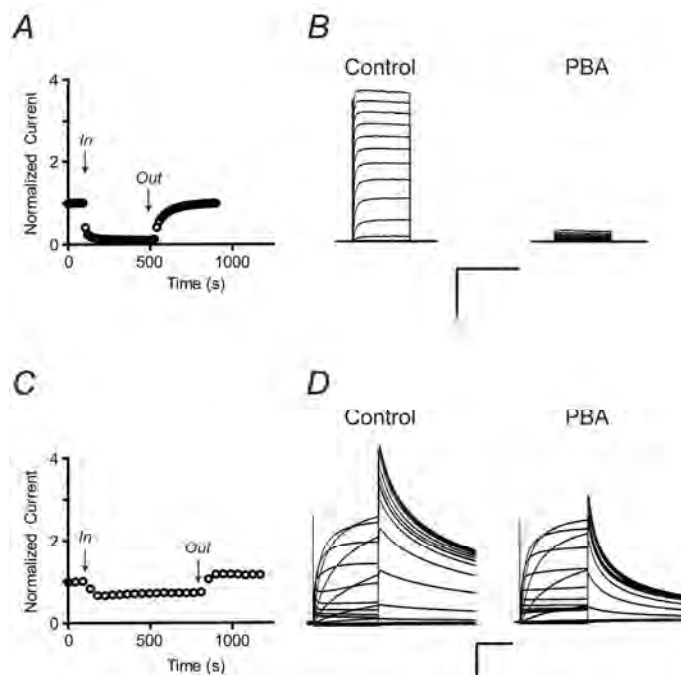 A
Normalized Current
4
2
0
In
Out
0
500
1000
Time (s)
B
Control
PBA
C
Normalized Current
4
2
0
In
Out
0
500
1000
Time (s)
D
Control
PBA